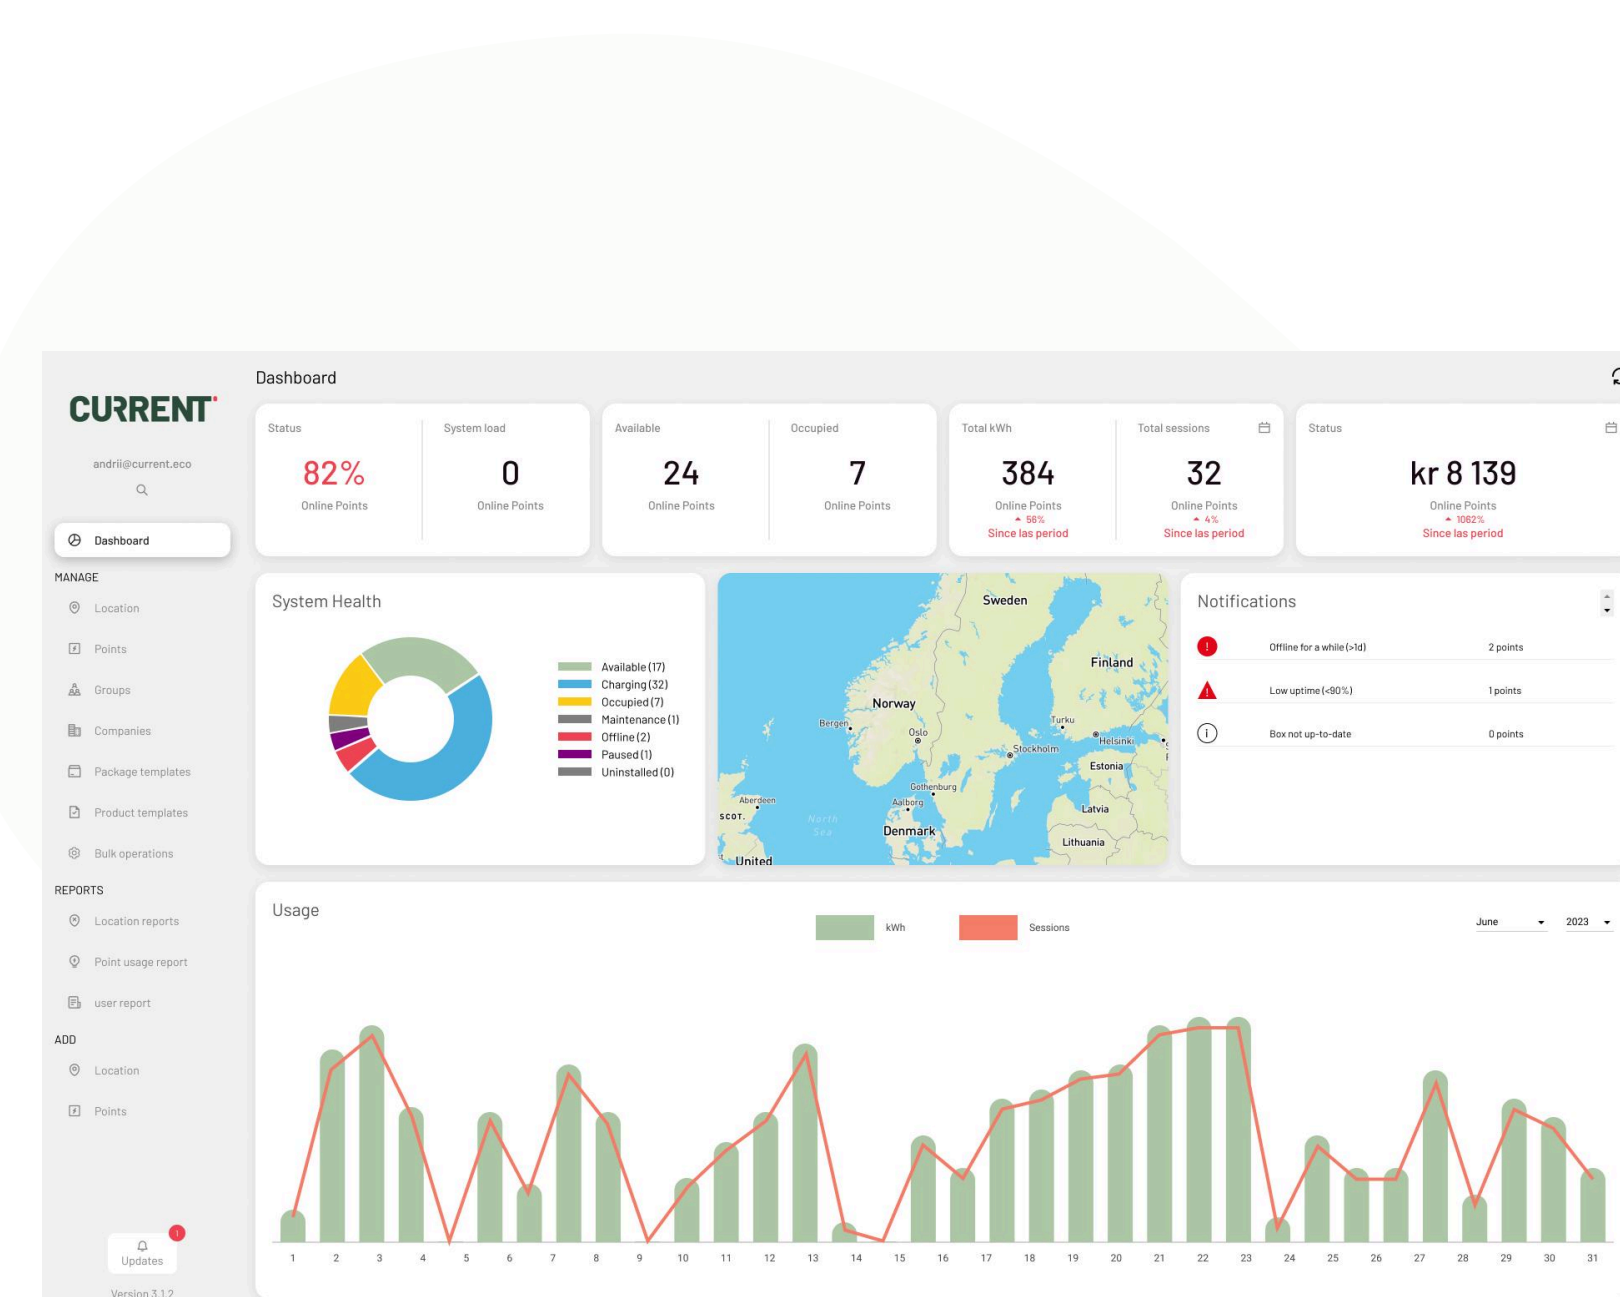 CURRENT
andrii@current.eco
Dashboard
MANAGE
Location
Points
Groups
Companies
Package templates
Product templates
Bulk operations
REPORTS
Location reports
Point usage report
user report
ADD
Location
Points
1
Updates
Version 3.1.2
Dashboard
Status
82%
Online Points
System load
0
Online Points
Available
24
Online Points
Occupied
7
Online Points
Total kWh
384
Online Points
56%
Since las period
Total sessions
32
Online Points
4%
Since las period
Status
kr 8 139
Online Points
1062%
Since las period
System Health
Available (17)
Charging (32)
Occupied (7)
Maintenance (1)
Offline (2)
Paused (1)
Uninstalled (0)
Sweden
Finland
Norway
Bergen
Oslo
Turku
Helsinki
Stockholm
Estonia
Gothenburg
Aberdeen
Aalborg
SCOT.
North
Sea
Latvia
Denmark
Lithuania
United
Notifications
Offline for a while (>1d) 2 points
Low uptime (<90%) 1 points
Box not up-to-date 0 points
Usage
kWh
Sessions
June 2023
1 2 3 4 5 6 7 8 9 10 11 12 13 14 15 16 17 18 19 20 21 22 23 24 25 26 27 28 29 30 31